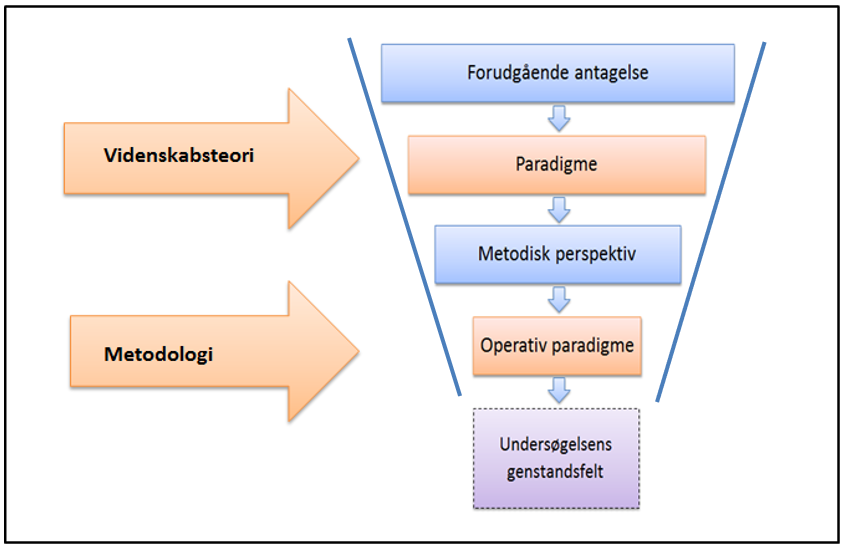 Forudgående antagelse
Videnskabsteori
Paradigme
Metodisk perspektiv
Metodologi
Operativ paradigme
Undersøgelsens
genstandsfelt